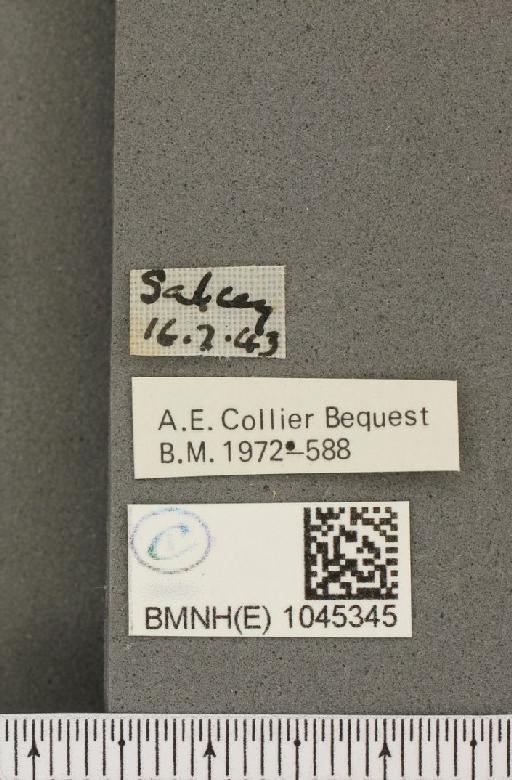 Salcey
16.7.43
A.E. Collier Bequest
B.M. 1972-588
C
BMNH(E) 1045345